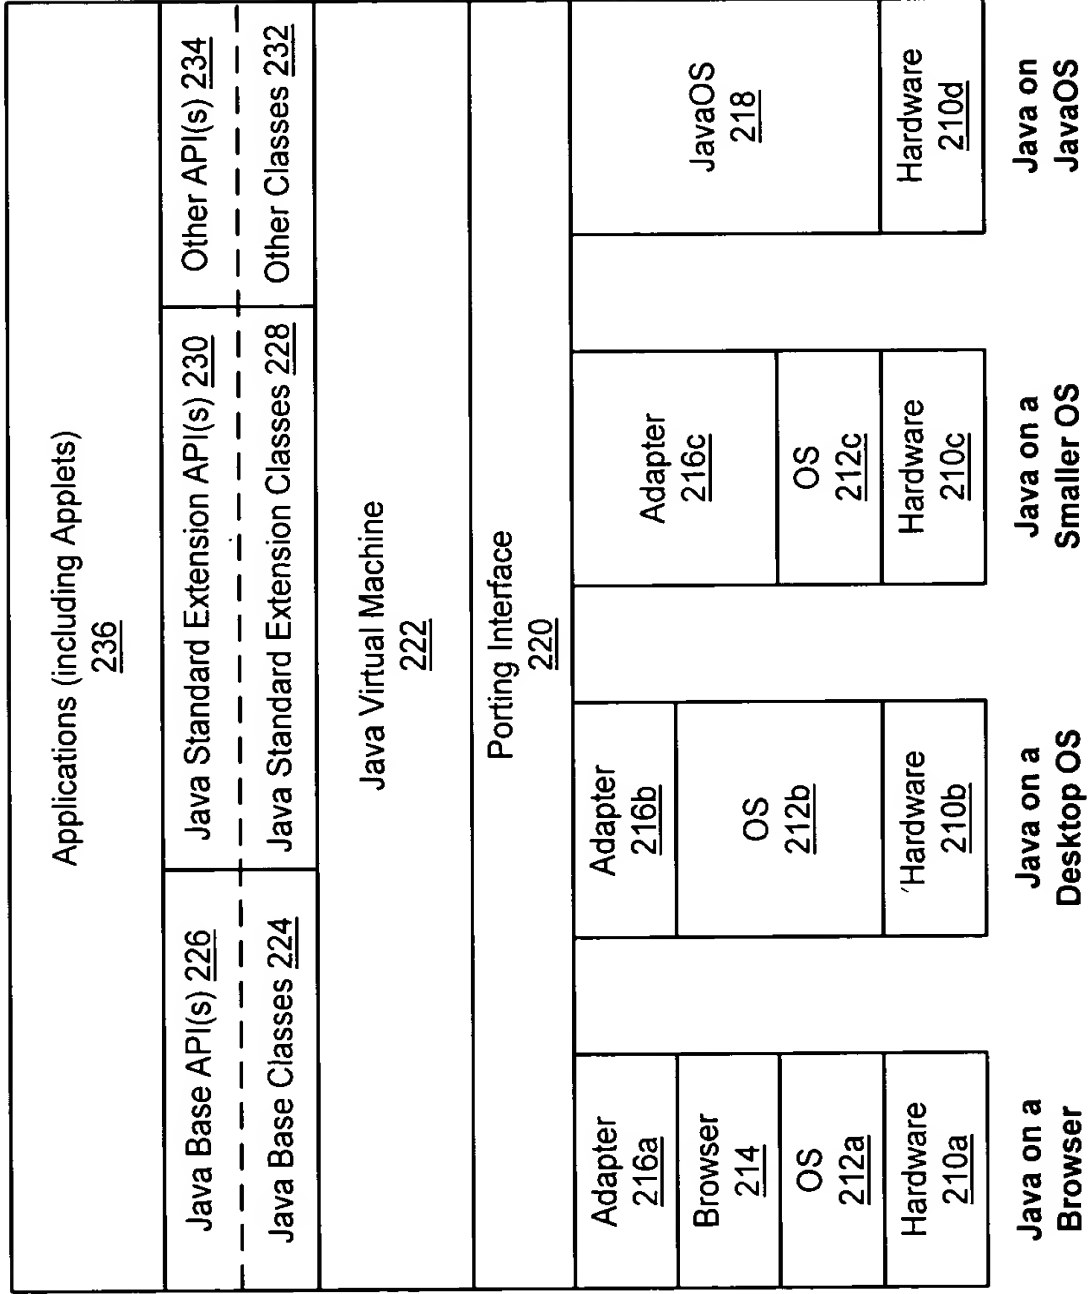 Applications (including Applets)
236
Java Base API(s) 226
Java Standard Extension API(s) 230
Other API(s) 234
Java Base Classes 224
Java Standard Extension Classes 228
Other Classes 232
Java Virtual Machine
222
Porting Interface
220
Adapter
216a
Browser
214
OS
212a
Hardware
210a
Java on a
Browser
Adapter
216b
OS
212b
Hardware
210b
Java on a
Desktop OS
Adapter
216c
OS
212c
Hardware
210c
Java on a
Smaller OS
JavaOS
218
Hardware
210d
Java on
JavaOS